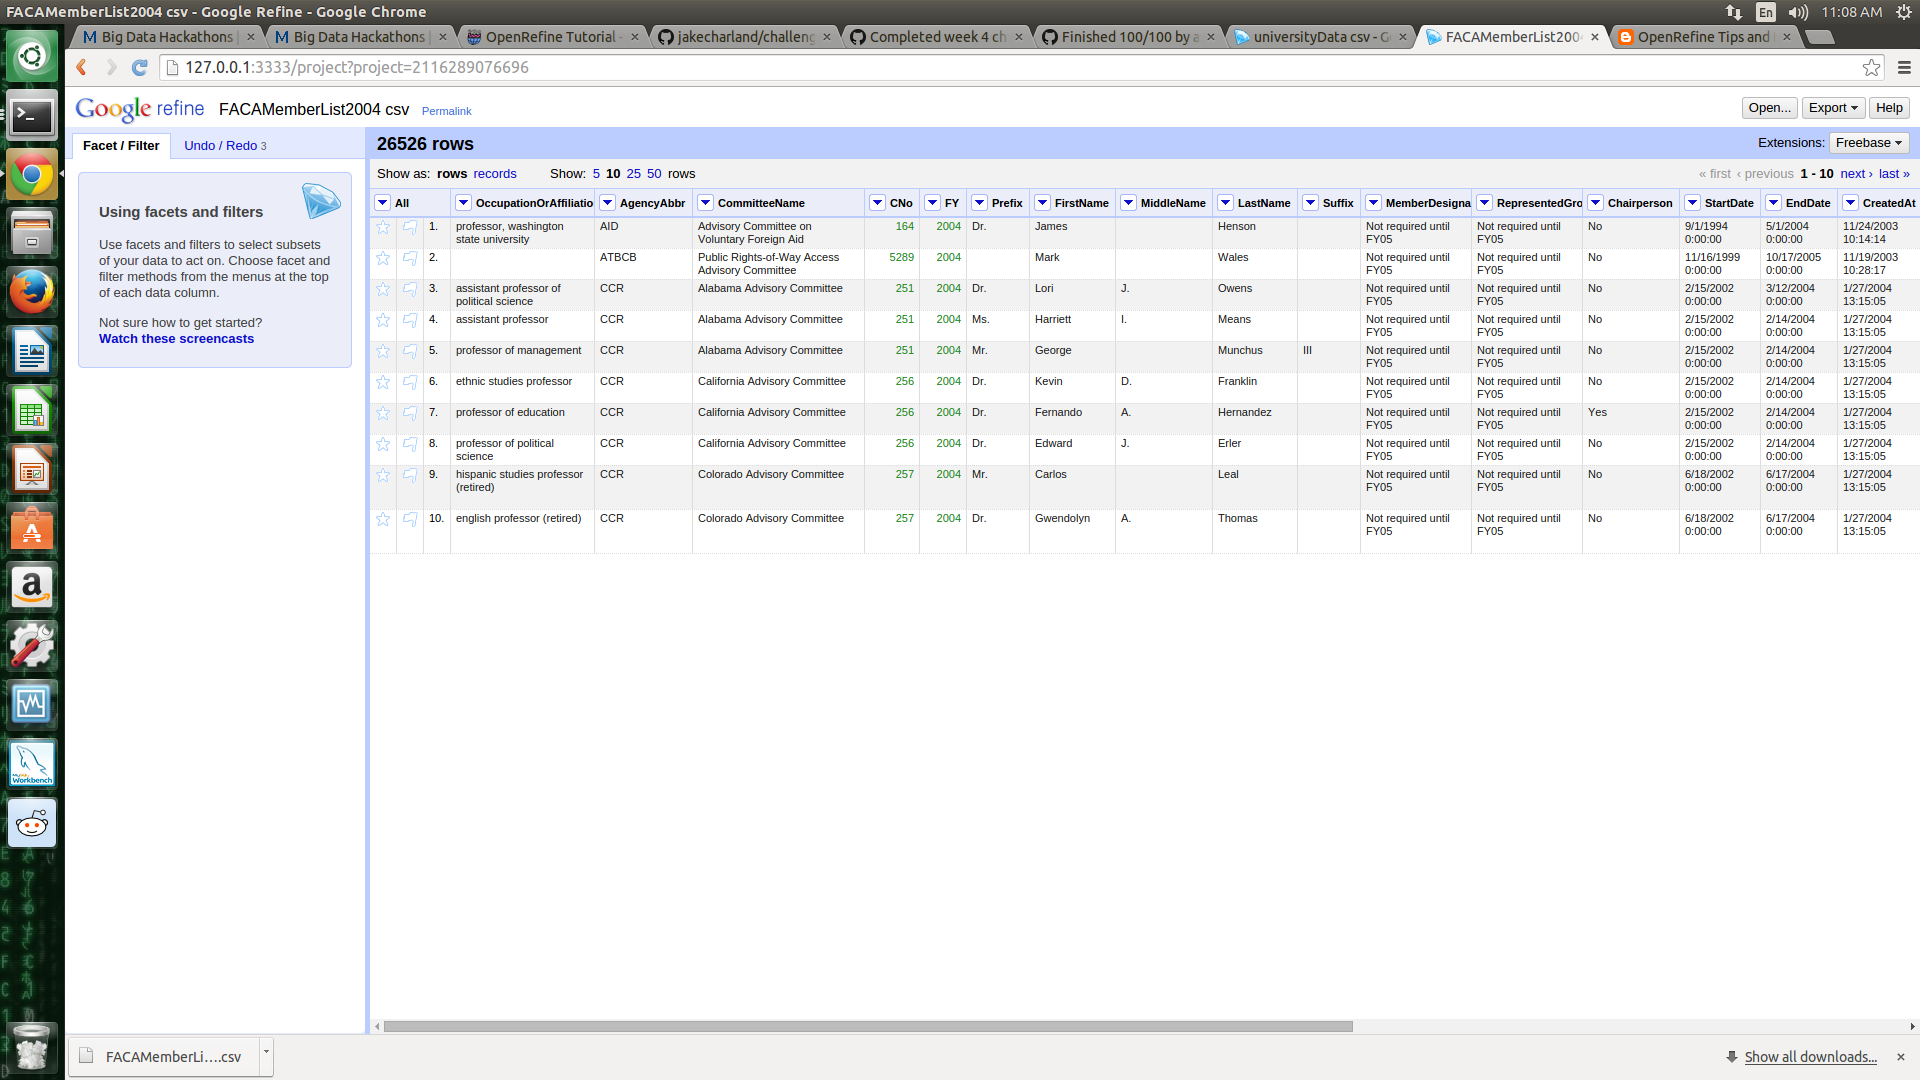 FACAMemberList2004 csv - Google Refine - Google Chrome
En 11:08 AM
Big Data Hackathons | Big Data Hackathons | OpenRefine Tutorial - jakecharland/challeng Completed week 4 ch Finished 100/100 by a universityData csv - G FACAMemberList200 OpenRefine Tips and
127.0.0.1:3333/project?project=2116289076696
Google refine FACAMemberList2004 csv Permalink Open... Export Help
Facet / Filter Undo / Redo 3 26526 rows Extensions: Freebase
Show as: rows records Show: 5 10 25 50 rows « first ‹ previous 1 - 10 next › last »
Using facets and filters
Use facets and filters to select subsets
of your data to act on. Choose facet and
filter methods from the menus at the top
of each data column.
Not sure how to get started?
Watch these screencasts
All OccupationOrAffiliatio AgencyAbbr CommitteeName CNo FY Prefix FirstName MiddleName LastName Suffix MemberDesigna RepresentedGro Chairperson StartDate EndDate CreatedAt
1. professor, washington AID Advisory Committee on 164 2004 Dr. James Henson Not required until Not required until No 9/1/1994 5/1/2004 11/24/2003
state university Voluntary Foreign Aid FY05 FY05 0:00:00 0:00:00 10:14:14
2. ATBCB Public Rights-of-Way Access 5289 2004 Mark Wales Not required until Not required until No 11/16/1999 10/17/2005 11/19/2003
Advisory Committee FY05 FY05 0:00:00 0:00:00 10:28:17
3. assistant professor of CCR Alabama Advisory Committee 251 2004 Dr. Lori J. Owens Not required until Not required until No 2/15/2002 3/12/2004 1/27/2004
political science FY05 FY05 0:00:00 0:00:00 13:15:05
4. assistant professor CCR Alabama Advisory Committee 251 2004 Ms. Harriett I. Means Not required until Not required until No 2/15/2002 2/14/2004 1/27/2004
FY05 FY05 0:00:00 0:00:00 13:15:05
5. professor of management CCR Alabama Advisory Committee 251 2004 Mr. George Munchus III Not required until Not required until No 2/15/2002 2/14/2004 1/27/2004
FY05 FY05 0:00:00 0:00:00 13:15:05
6. ethnic studies professor CCR California Advisory Committee 256 2004 Dr. Kevin D. Franklin Not required until Not required until No 2/15/2002 2/14/2004 1/27/2004
FY05 FY05 0:00:00 0:00:00 13:15:05
7. professor of education CCR California Advisory Committee 256 2004 Dr. Fernando A. Hernandez Not required until Not required until Yes 2/15/2002 2/14/2004 1/27/2004
FY05 FY05 0:00:00 0:00:00 13:15:05
8. professor of political CCR California Advisory Committee 256 2004 Dr. Edward J. Erler Not required until Not required until No 2/15/2002 2/14/2004 1/27/2004
science FY05 FY05 0:00:00 0:00:00 13:15:05
9. hispanic studies professor CCR Colorado Advisory Committee 257 2004 Mr. Carlos Leal Not required until Not required until No 6/18/2002 6/17/2004 1/27/2004
(retired) FY05 FY05 0:00:00 0:00:00 13:15:05
10. english professor (retired) CCR Colorado Advisory Committee 257 2004 Dr. Gwendolyn A. Thomas Not required until Not required until No 6/18/2002 6/17/2004 1/27/2004
FY05 FY05 0:00:00 0:00:00 13:15:05
Workbench
FACAMemberLi....csv Show all downloads...